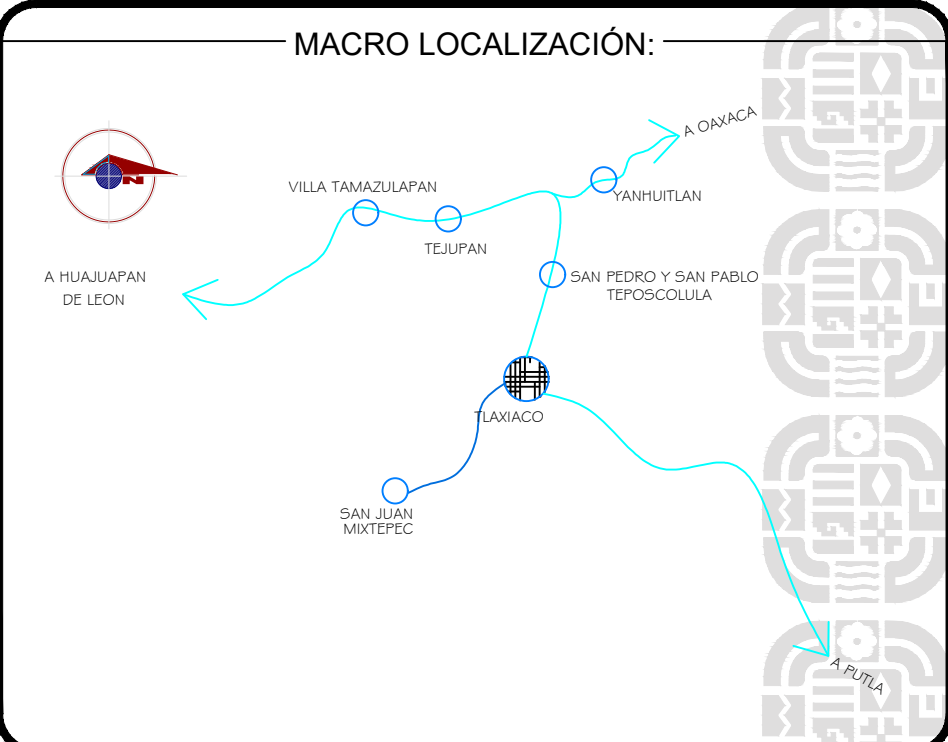 MACRO LOCALIZACIÓN:
A OAXACA
N
VILLA TAMAZULAPAN
YANHUITLAN
TEJUPAN
A HUAJUAPAN
DE LEON
SAN PEDRO Y SAN PABLO
TEPOSCOLULA
TLAXIACO
SAN JUAN
MIXTEPEC
A PUTLA